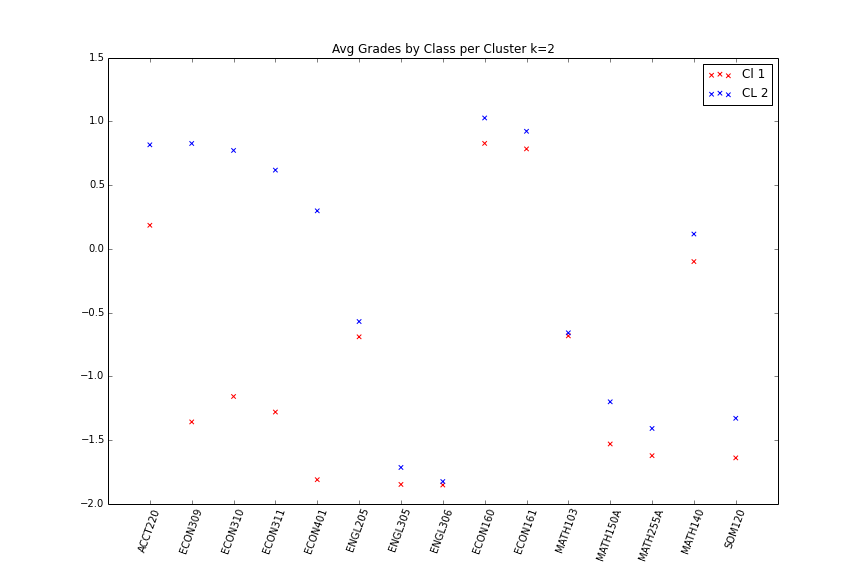 Avg Grades by Class per Cluster k=2
Cl 1
CL 2
1.5
1.0
0.5
0.0
−0.5
−1.0
−1.5
−2.0
ACCT220
ECON309
ECON310
ECON311
ECON401
ENGL205
ENGL305
ENGL306
ECON160
ECON161
MATH103
MATH150A
MATH255A
MATH140
SOM120